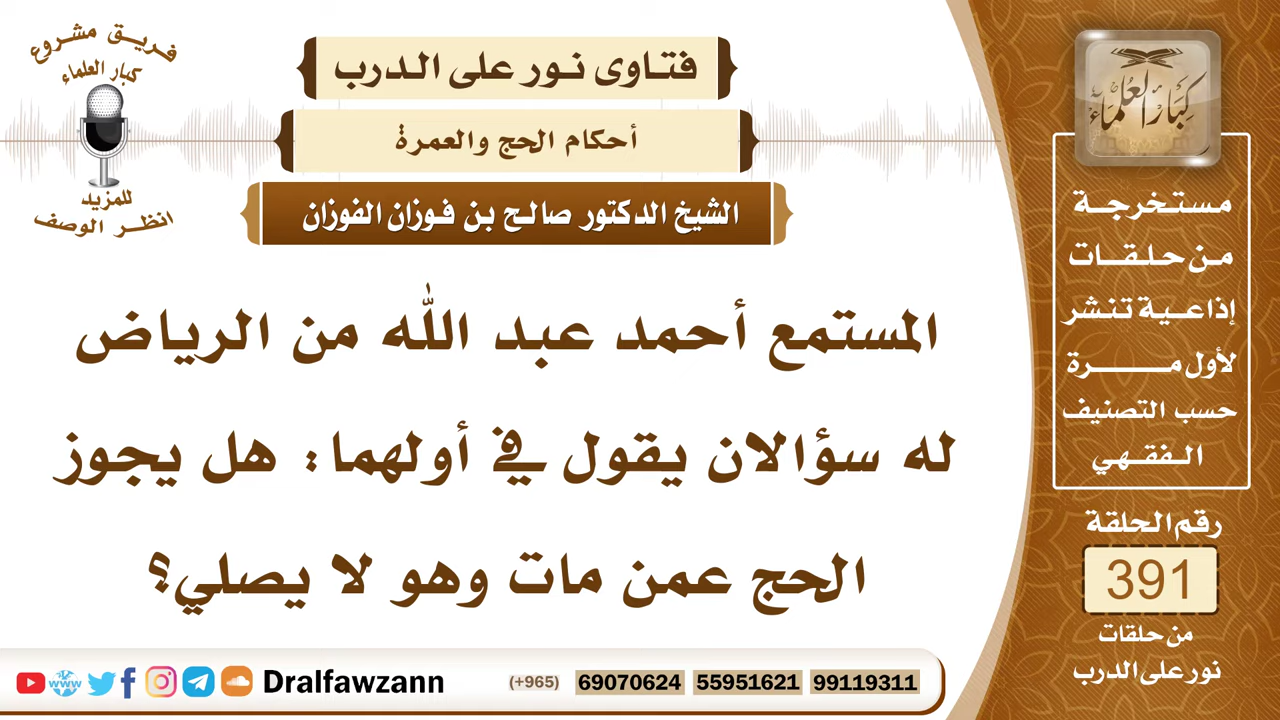 فريق مشروع
كبار العلماء
للمزيد
انظر الوصف
فتاوى نور على الدرب
أحكام الحج والعمرة
الشيخ الدكتور صالح بن فوزان الفوزان
المستمع أحمد عبد الله من الرياض
له سؤالان يقول في أولهما: هل يجوز
الحج عمن مات وهو لا يصلي؟
كبار العلماء
مستخرجة
من حلقات
إذاعية تنشر
لأول مرة
حسب التصنيف
الفقهي
رقم الحلقة
391
من حلقات
نور على الدرب
www
Dralfawzann (+965) 69070624 55951621 99119311